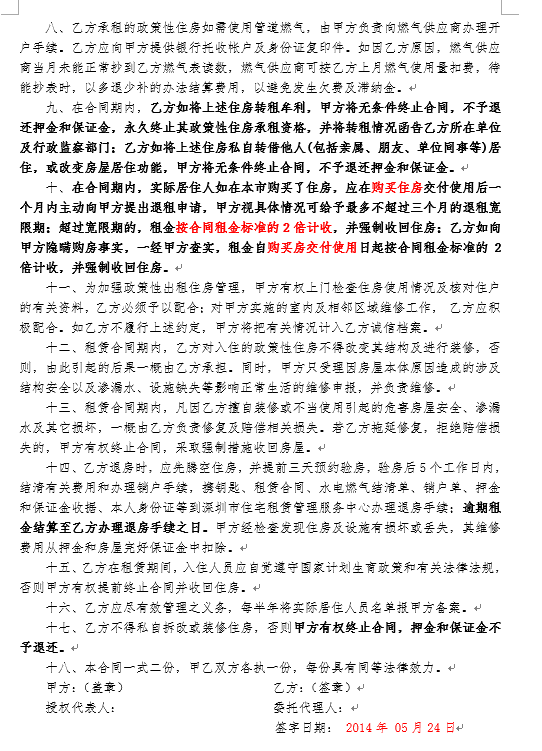 八、乙方承租的政策性住房如需使用管道燃气，由甲方负责向燃气供应商办理开
户手续。乙方应向甲方提供银行托收帐户及身份证复印件。如因乙方原因，燃气供应
商当月未能正常抄到乙方燃气表读数，燃气供应商可按乙方上月燃气使用量扣费，待
能抄表时，以多退少补的办法结算费用，以避免发生欠费及滞纳金。
九、在合同期内，乙方如将上述住房转租牟利，甲方将无条件终止合同，不予退
还押金和保证金，永久终止其政策性住房承租资格，并将转租情况函告乙方所在单位
及行政监察部门；乙方如将上述住房私自转借他人(包括亲属、朋友、单位同事等)居
住，或改变房屋居住功能，甲方将无条件终止合同，不予退还押金和保证金。
十、在合同期内，实际居住人如在本市购买了住房，应在购买住房交付使用后一
个月内主动向甲方提出退租申请，甲方视具体情况可给予最多不超过三个月的退租宽
限期；超过宽限期的，租金按合同租金标准的 2 倍计收，并强制收回住房；乙方如向
甲方隐瞒购房事实，一经甲方查实，租金自购买房交付使用日起按合同租金标准的 2
倍计收，并强制收回住房。
十一、为加强政策性出租住房管理，甲方有权上门检查住房使用情况及核对住户
的有关资料，乙方必须予以配合；对甲方实施的室内及相邻区域维修工作， 乙方应积
极配合。如乙方不履行上述约定，甲方将把有关情况计入乙方诚信档案。
十二、租赁合同期内，乙方对入住的政策性住房不得改变其结构及进行装修，否
则，由此引起的后果一概由乙方承担。同时，甲方只受理因房屋本体原因造成的涉及
结构安全以及渗漏水、设施缺失等影响正常生活的维修申报，并负责维修。
十三、租赁合同期内，凡因乙方擅自装修或不当使用引起的危害房屋安全、渗漏
水及其它损坏，一概由乙方负责修复及赔偿相关损失。若乙方拖延修复，拒绝赔偿损
失的，甲方有权终止合同，采取强制措施收回房屋。
十四、乙方退房时，应先腾空住房，并提前三天预约验房，验房后 5 个工作日内，
结清有关费用和办理销户手续，携钥匙、租赁合同、水电燃气结清单、销户单、押金
和保证金收据、本人身份证等到深圳市住宅租赁管理服务中心办理退房手续；逾期租
金结算至乙方办理退房手续之日。甲方经检查发现住房及设施有损坏或丢失，其维修
费用从押金和房屋完好保证金中扣除。
十五、在租赁期间，入住人员应自觉遵守国家计划生育政策和有关法律法规，
否则甲方有权提前终止合同并收回住房。
十六、乙方应尽有效管理之义务，每半年将实际居住人员名单报甲方备案。
十七、乙方不得私自拆改或装修住房，否则甲方有权终止合同，押金和保证金不
予退还。
十八、本合同一式二份，甲乙双方各执一份，每份具有同等法律效力。
甲方：（盖章） 乙方：（签章）
授权代表人： 委托代理人：
签字日期： 2014 年 05 月 24 日